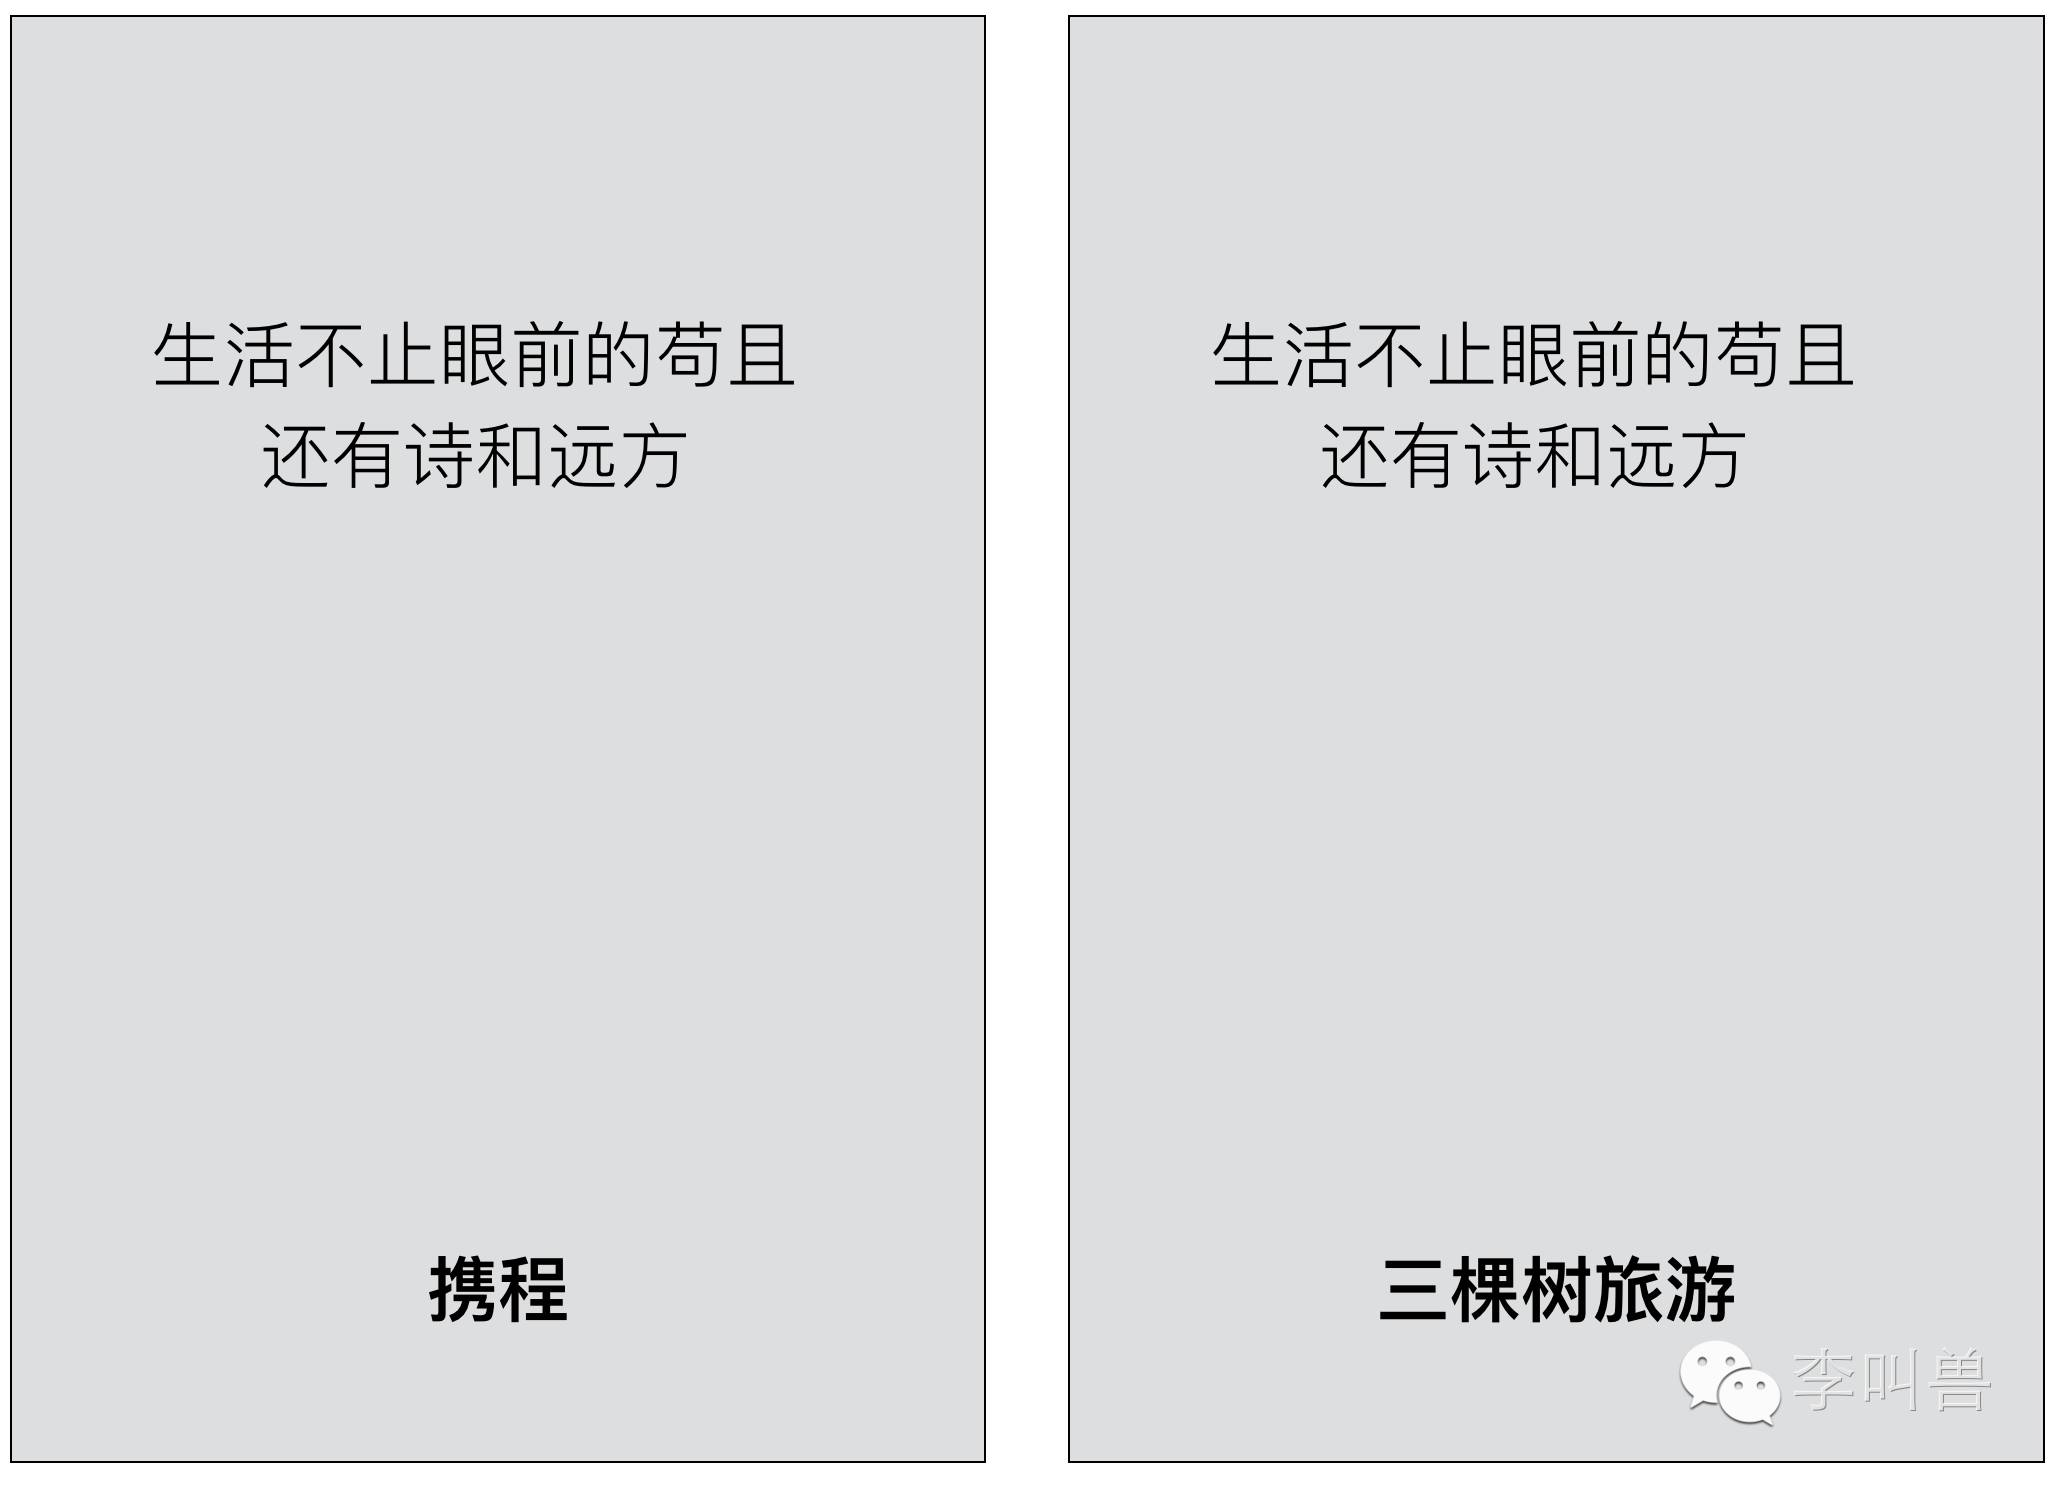 生活不止眼前的苟且
还有诗和远方
携程
生活不止眼前的苟且
还有诗和远方
三棵树旅游
李叫兽